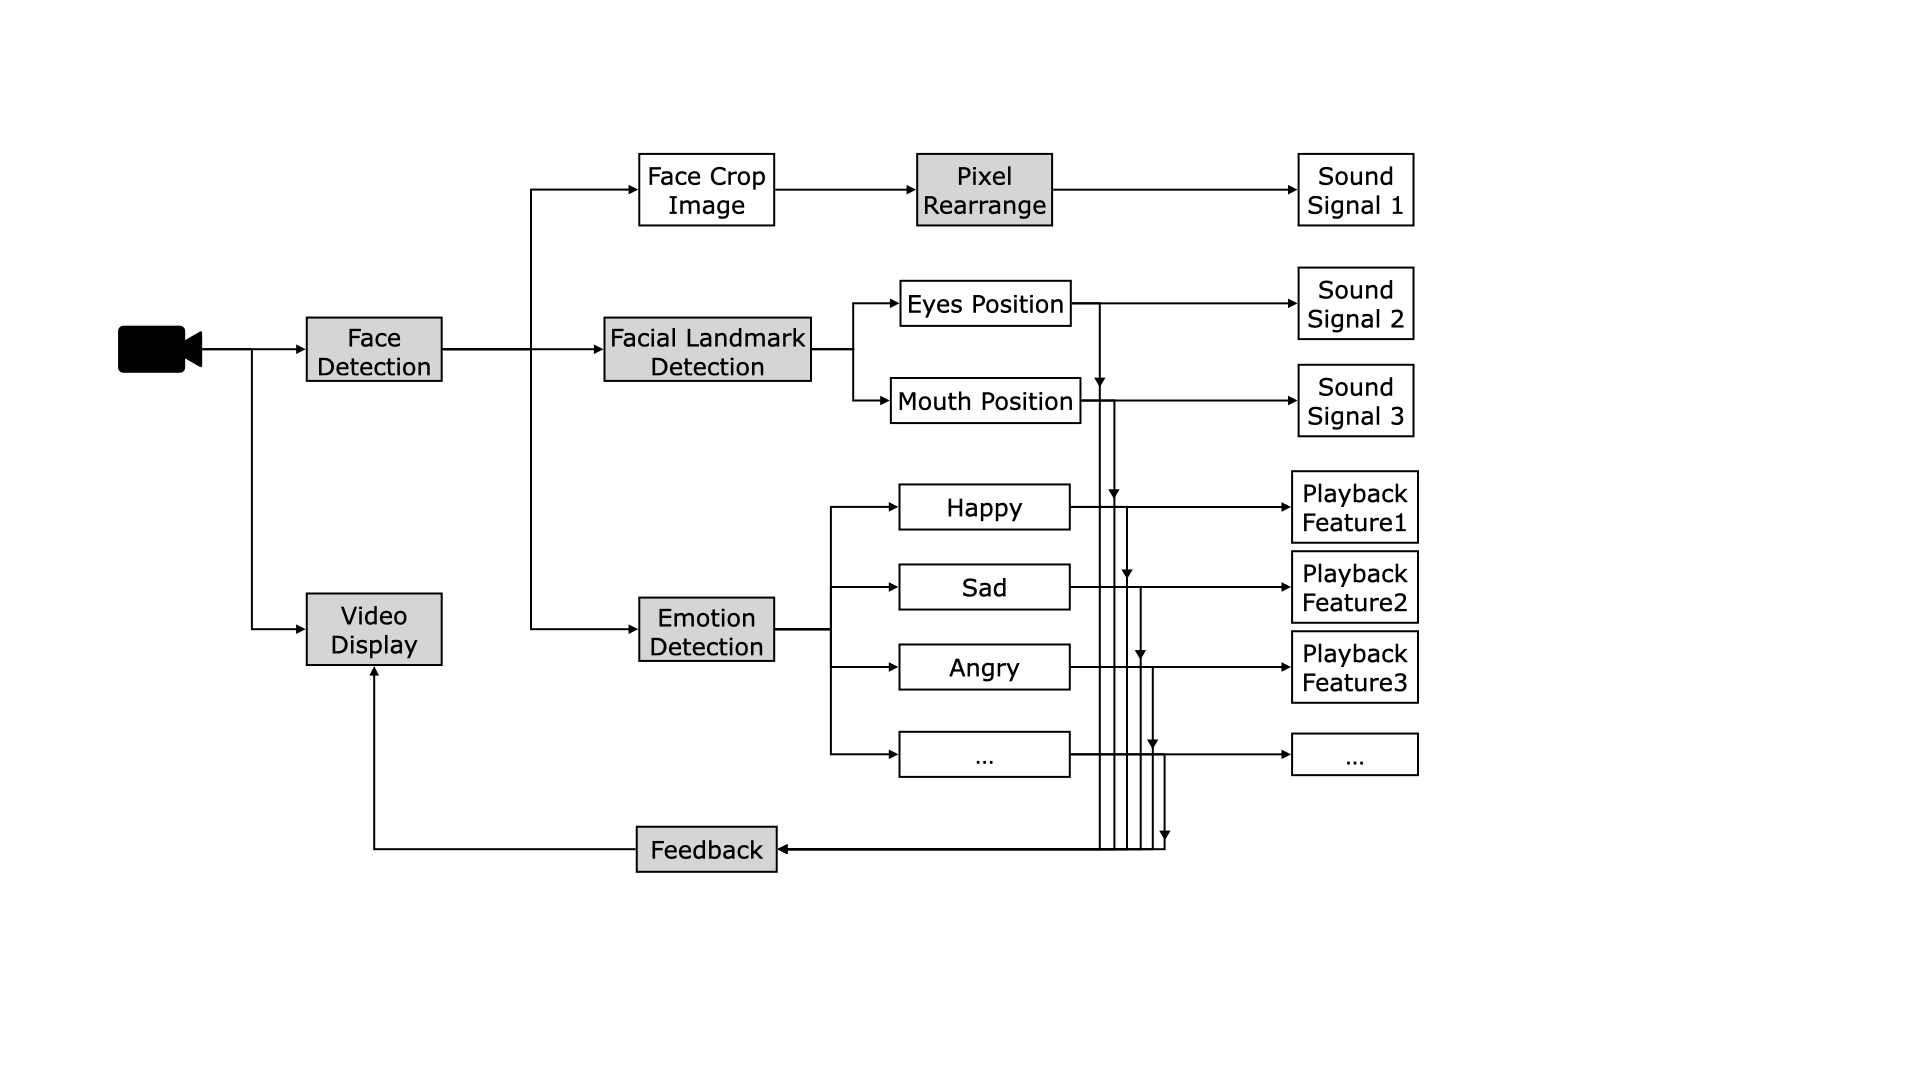 Face Crop
Image
Pixel
Rearrange
Sound
Signal 1
Eyes Position
Sound
Signal 2
Face
Detection
Facial Landmark
Detection
Mouth Position
Sound
Signal 3
Happy
Playback
Feature1
Sad
Playback
Feature2
Video
Display
Emotion
Detection
Angry
Playback
Feature3
...
...
Feedback